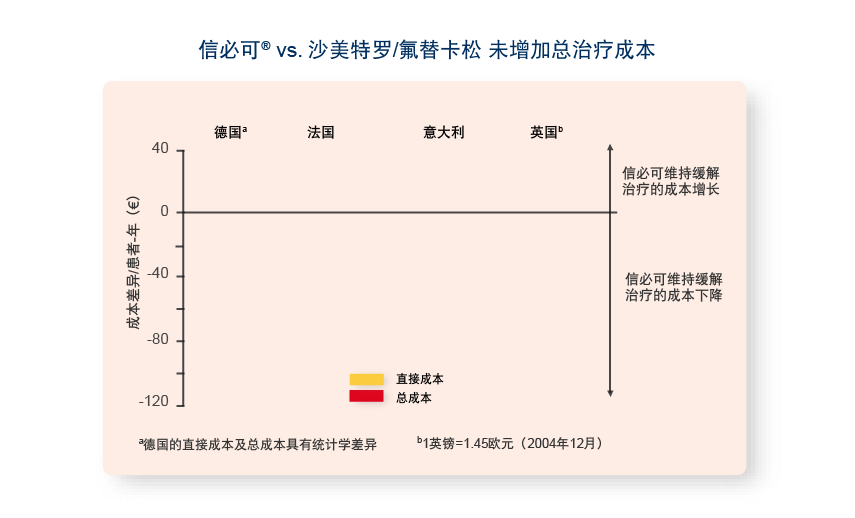 信必可® vs. 沙美特罗/氟替卡松 未增加总治疗成本
德国ª 法国 意大利 英国ᵇ
40
0
-40
-80
-120
成本差异/患者-年（€）
信必可维持缓解
治疗的成本增长
信必可维持缓解
治疗的成本下降
直接成本
总成本
ª德国的直接成本及总成本具有统计学差异
ᵇ1英镑=1.45欧元（2004年12月）